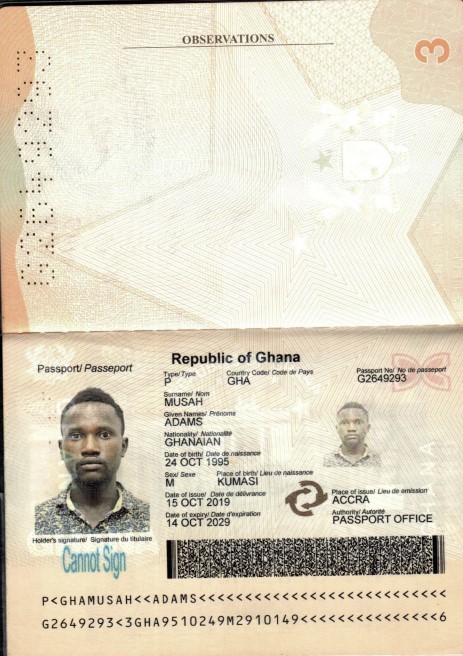 OBSERVATIONS
3
G2649293
Republic of Ghana
Passport/ Passeport
Type/ Type
Country Code/ Code de Pays
Passport No/ No de passeport
P
GHA
G2649293
Surname/ Nom
MUSAH
Given Names/ Prénoms
ADAMS
Nationality/ Nationalité
GHANAIAN
Date of birth/ Date de naissance
24 OCT 1995
Sex/ Sexe
Place of birth/ Lieu de naissance
M
KUMASI
Date of issue/ Date de délivrance
Place of issue/ Lieu de emission
15 OCT 2019
ACCRA
Date of expiry/ Date d'expiration
Authority/ Autorité
14 OCT 2029
PASSPORT OFFICE
Holder's signature/ Signature du titulaire
Cannot Sign
P<GHAMUSAH<<ADAMS<<<<<<<<<<<<<<<<<<<<<<<<<<<
G2649293<3GHA9510249M2910149<<<<<<<<<<<<<<<6